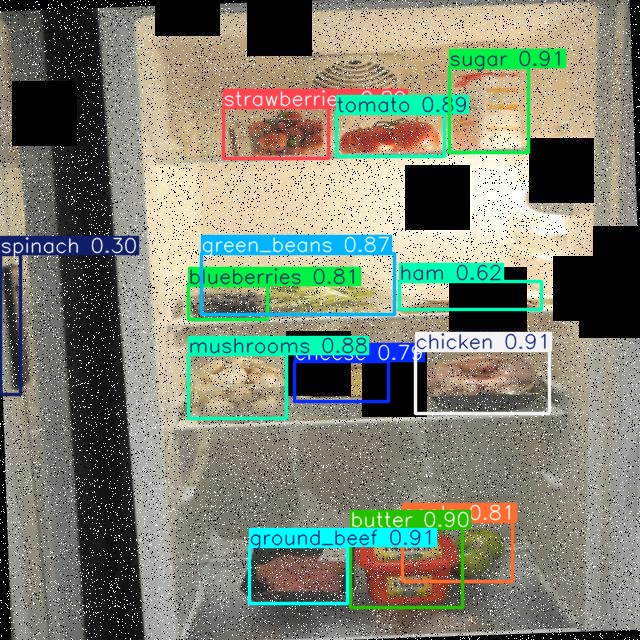 sugar 0.91
tomato 0.89
green_beans 0.87
spinach 0.30
ham 0.62
blueberries 0.81
chicken 0.91
mushrooms 0.88
cheese 0.79
0.81
butter 0.90
ground_beef 0.91